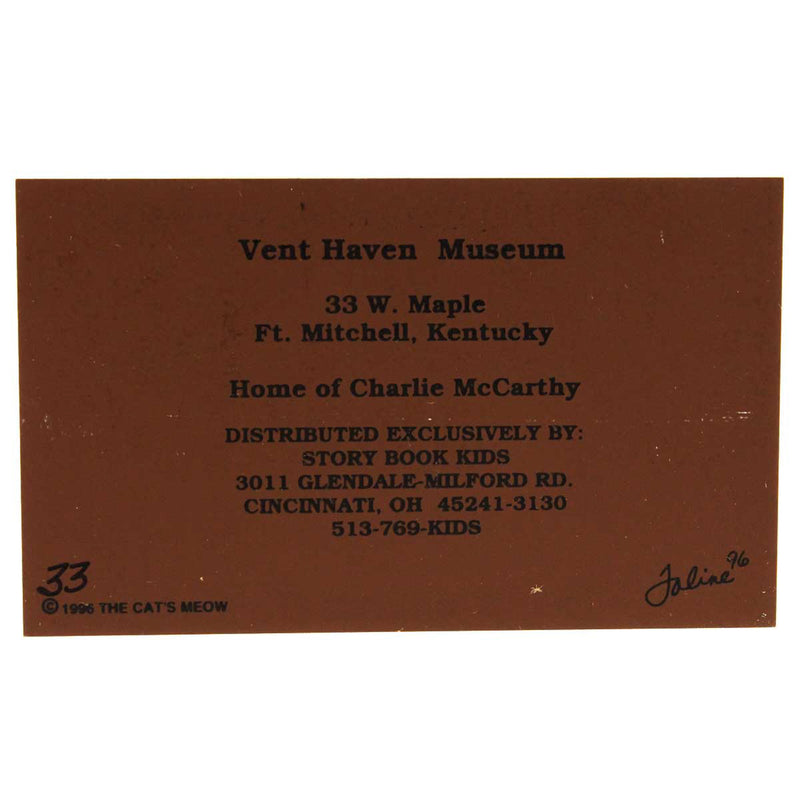 Vent Haven Museum
33 W. Maple
Ft. Mitchell, Kentucky
Home of Charlie McCarthy
DISTRIBUTED EXCLUSIVELY BY:
STORY BOOK KIDS
3011 GLENDALE-MILFORD RD.
CINCINNATI, OH 45241-3130
513-769-KIDS
33
© 1996 THE CAT'S MEOW
Faline '96